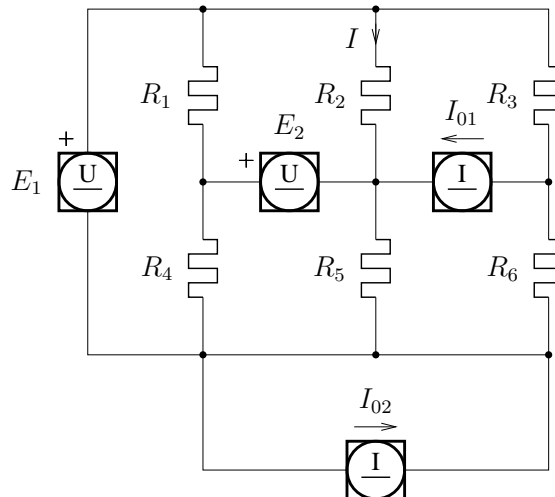 I
R₁ R₂ R₃
E₂ I₀₁
+ +
E₁ U U I
R₄ R₅ R₆
I₀₂
I